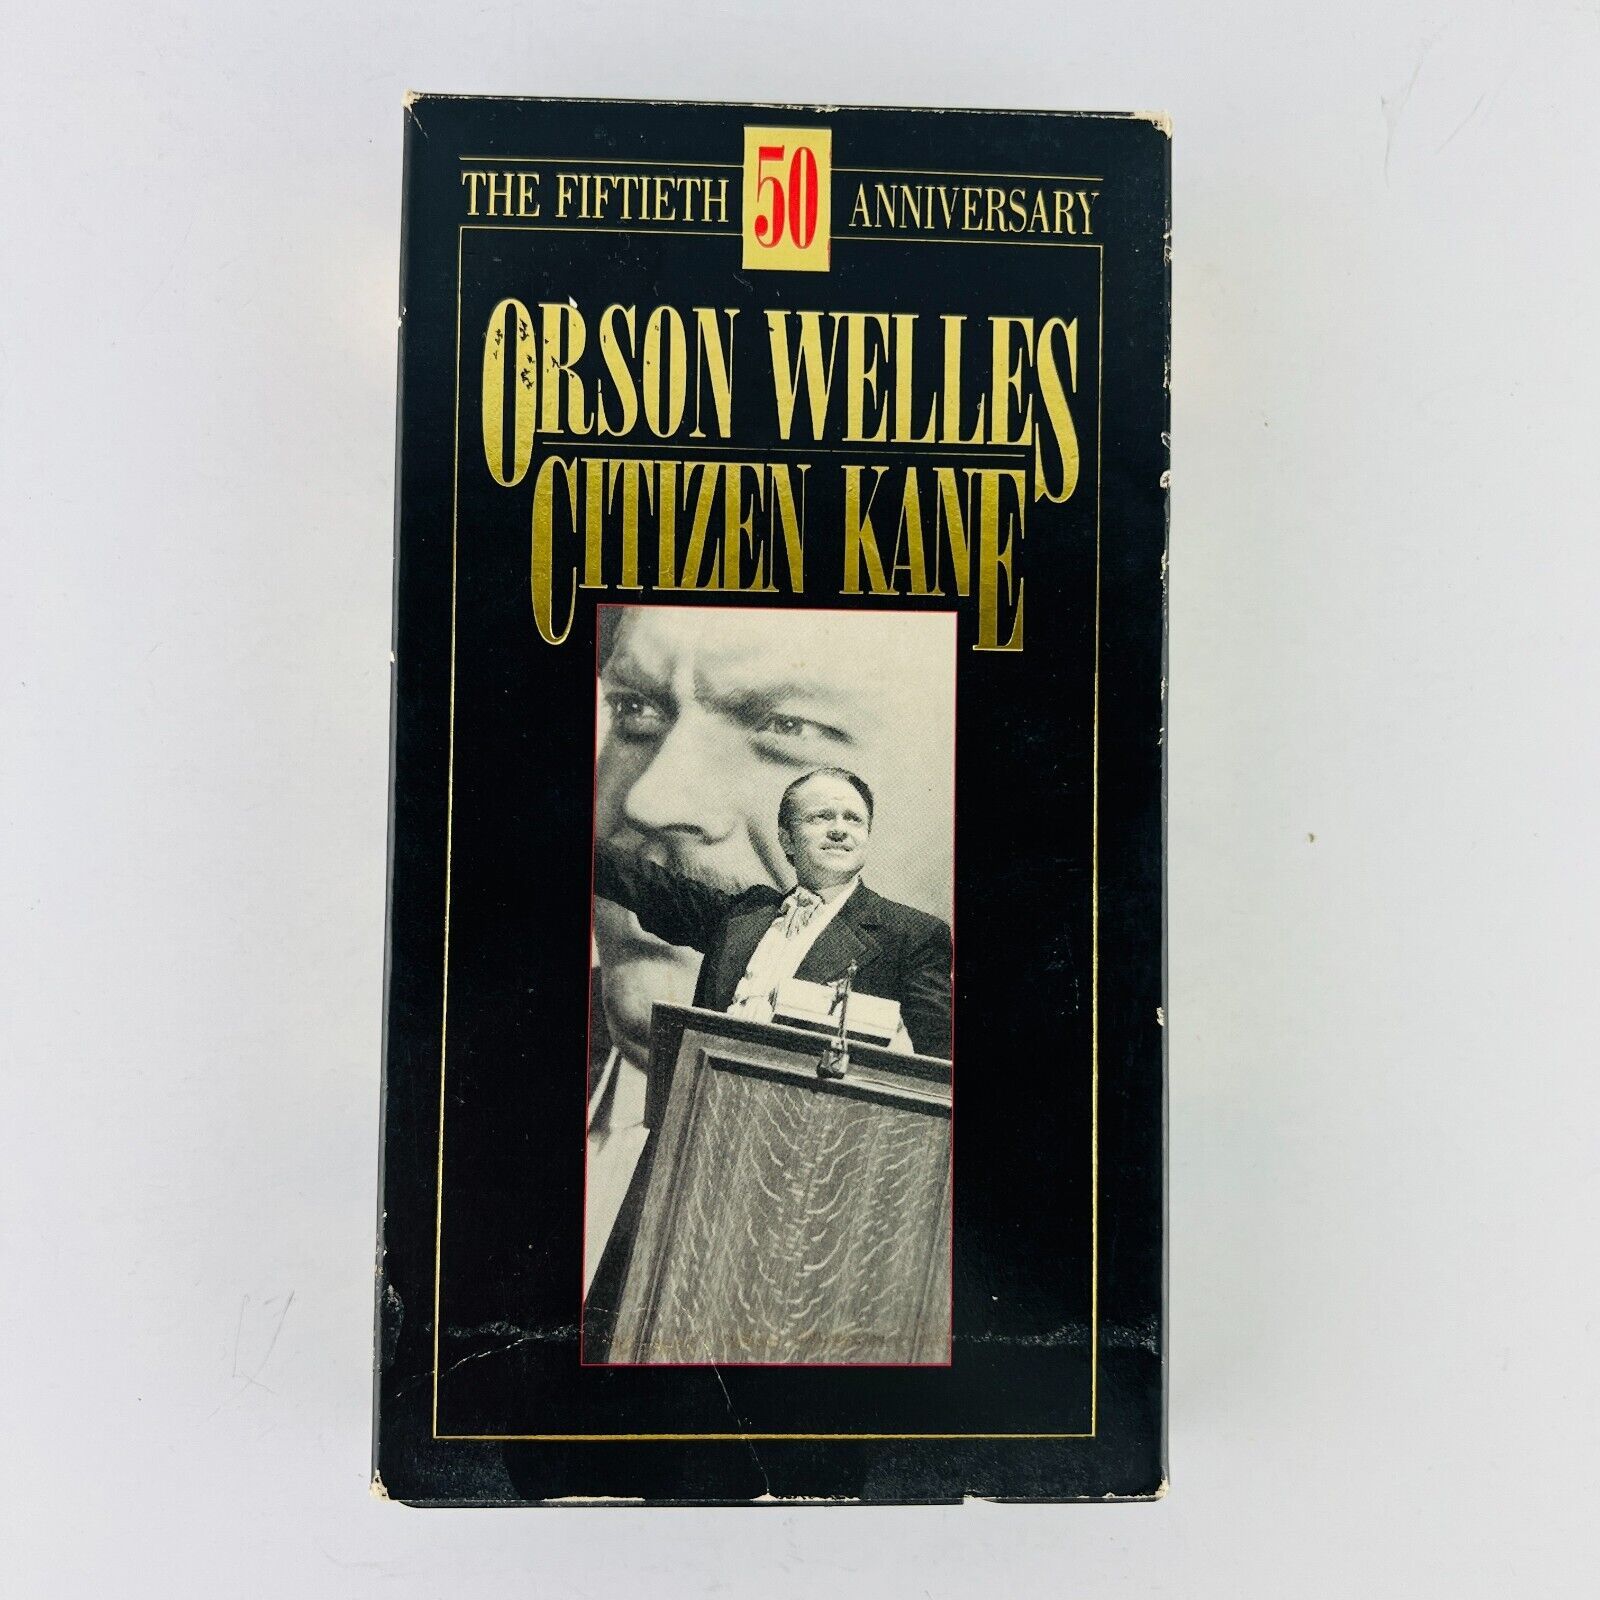 THE FIFTIETH 50 ANNIVERSARY
ORSON WELLES
CITIZEN KANE